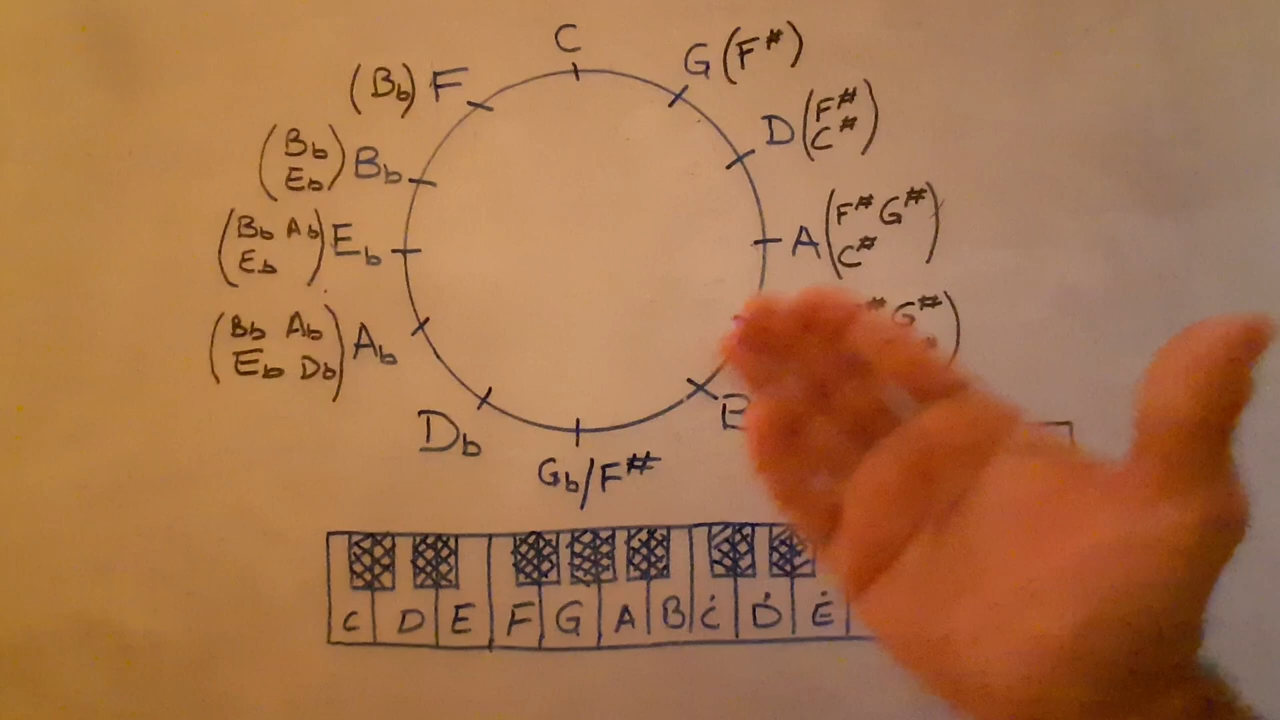 C
G (F#)
D (F# C#)
A (F# G# C#)
# G#
(Bb) F
(Bb Eb) Bb
(Bb Ab Eb) Eb
(Bb Ab Eb Db) Ab
Db
Gb/F#
C D E F G A B Ċ Ḋ Ė